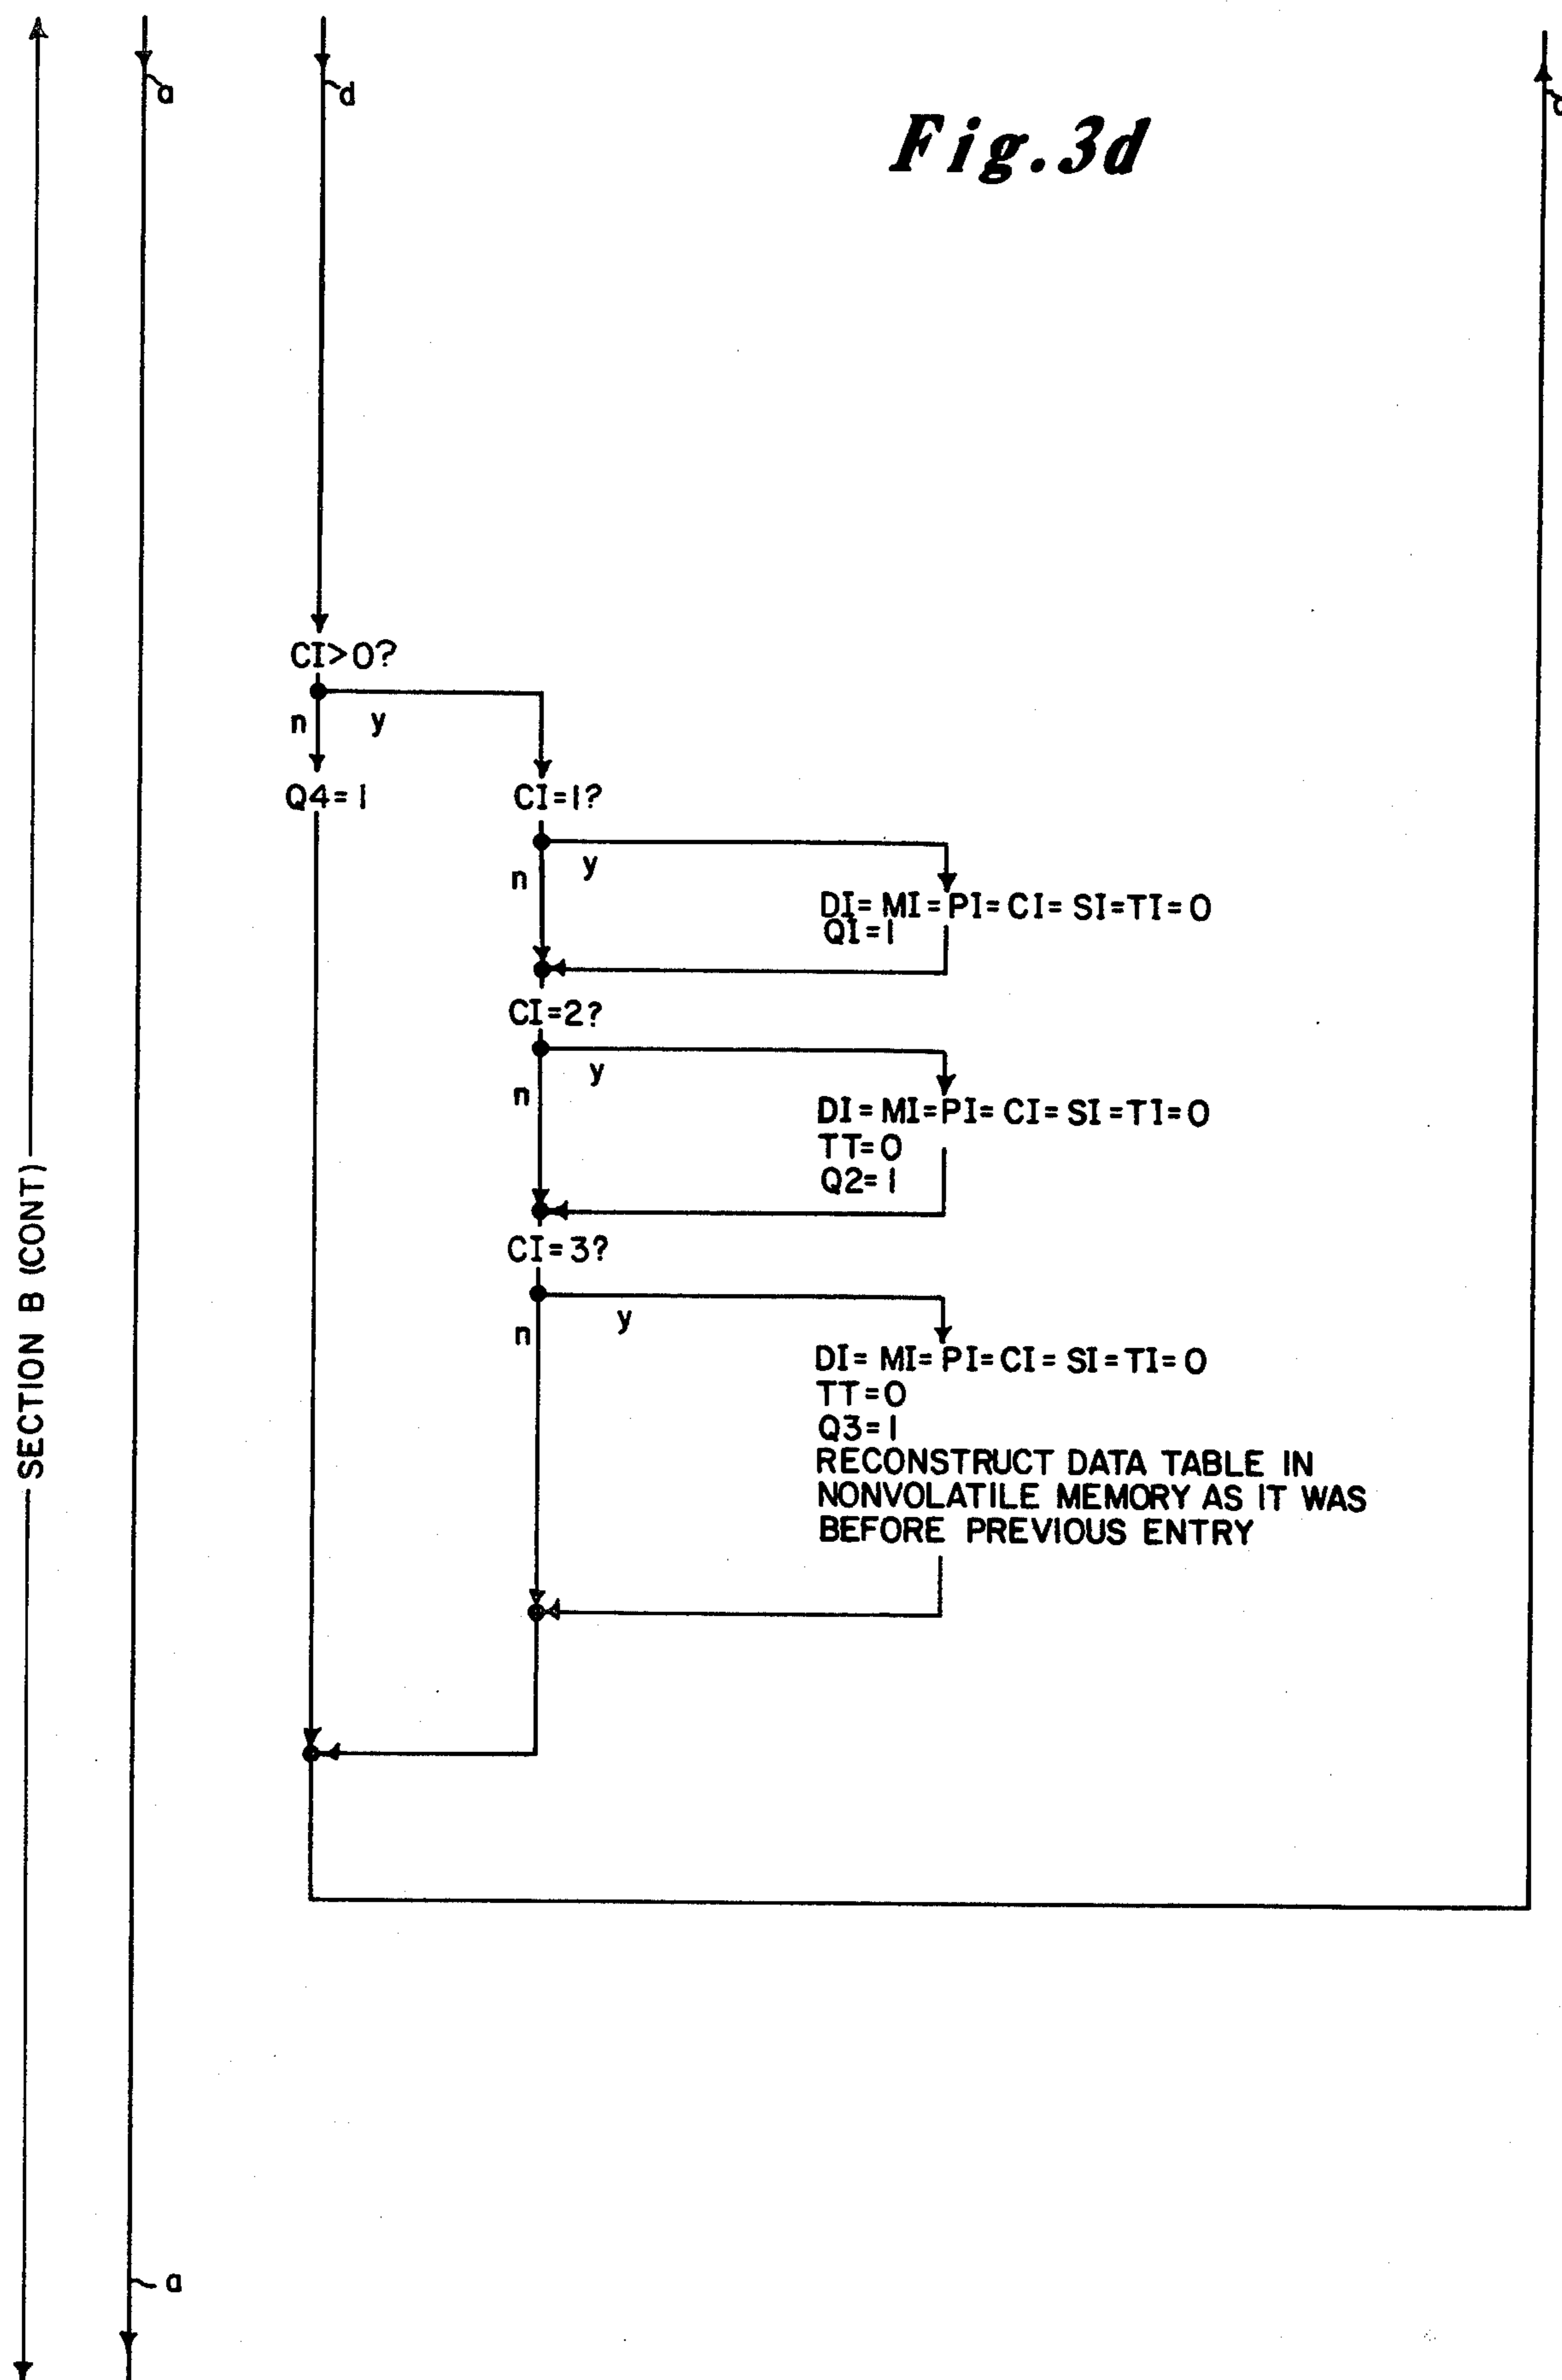 a
d
Fig.3d
CI>0?
n
y
Q4=1
CI=1?
n
y
DI=MI=PI=CI=SI=TI=0
QI=1
CI=2?
n
y
DI=MI=PI=CI=SI=TI=0
TT=0
Q2=1
SECTION B (CONT)
CI=3?
n
y
DI=MI=PI=CI=SI=TI=0
TT=0
Q3=1
RECONSTRUCT DATA TABLE IN
NONVOLATILE MEMORY AS IT WAS
BEFORE PREVIOUS ENTRY
a